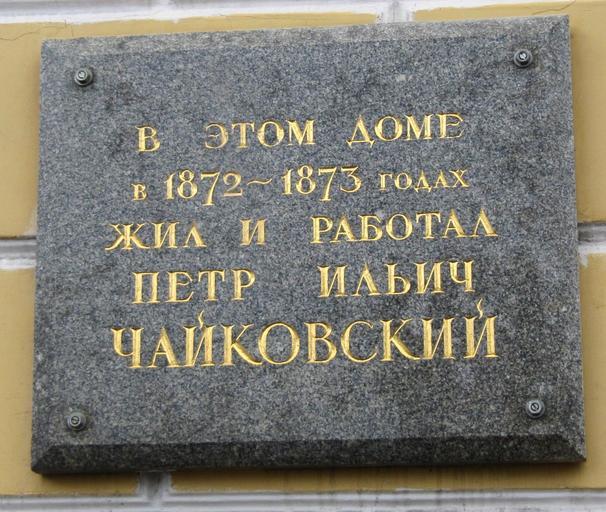 В ЭТОМ ДОМЕ
В 1872~1873 ГОДАХ
ЖИЛ И РАБОТАЛ
ПЕТР ИЛЬИЧ
ЧАЙКОВСКИЙ